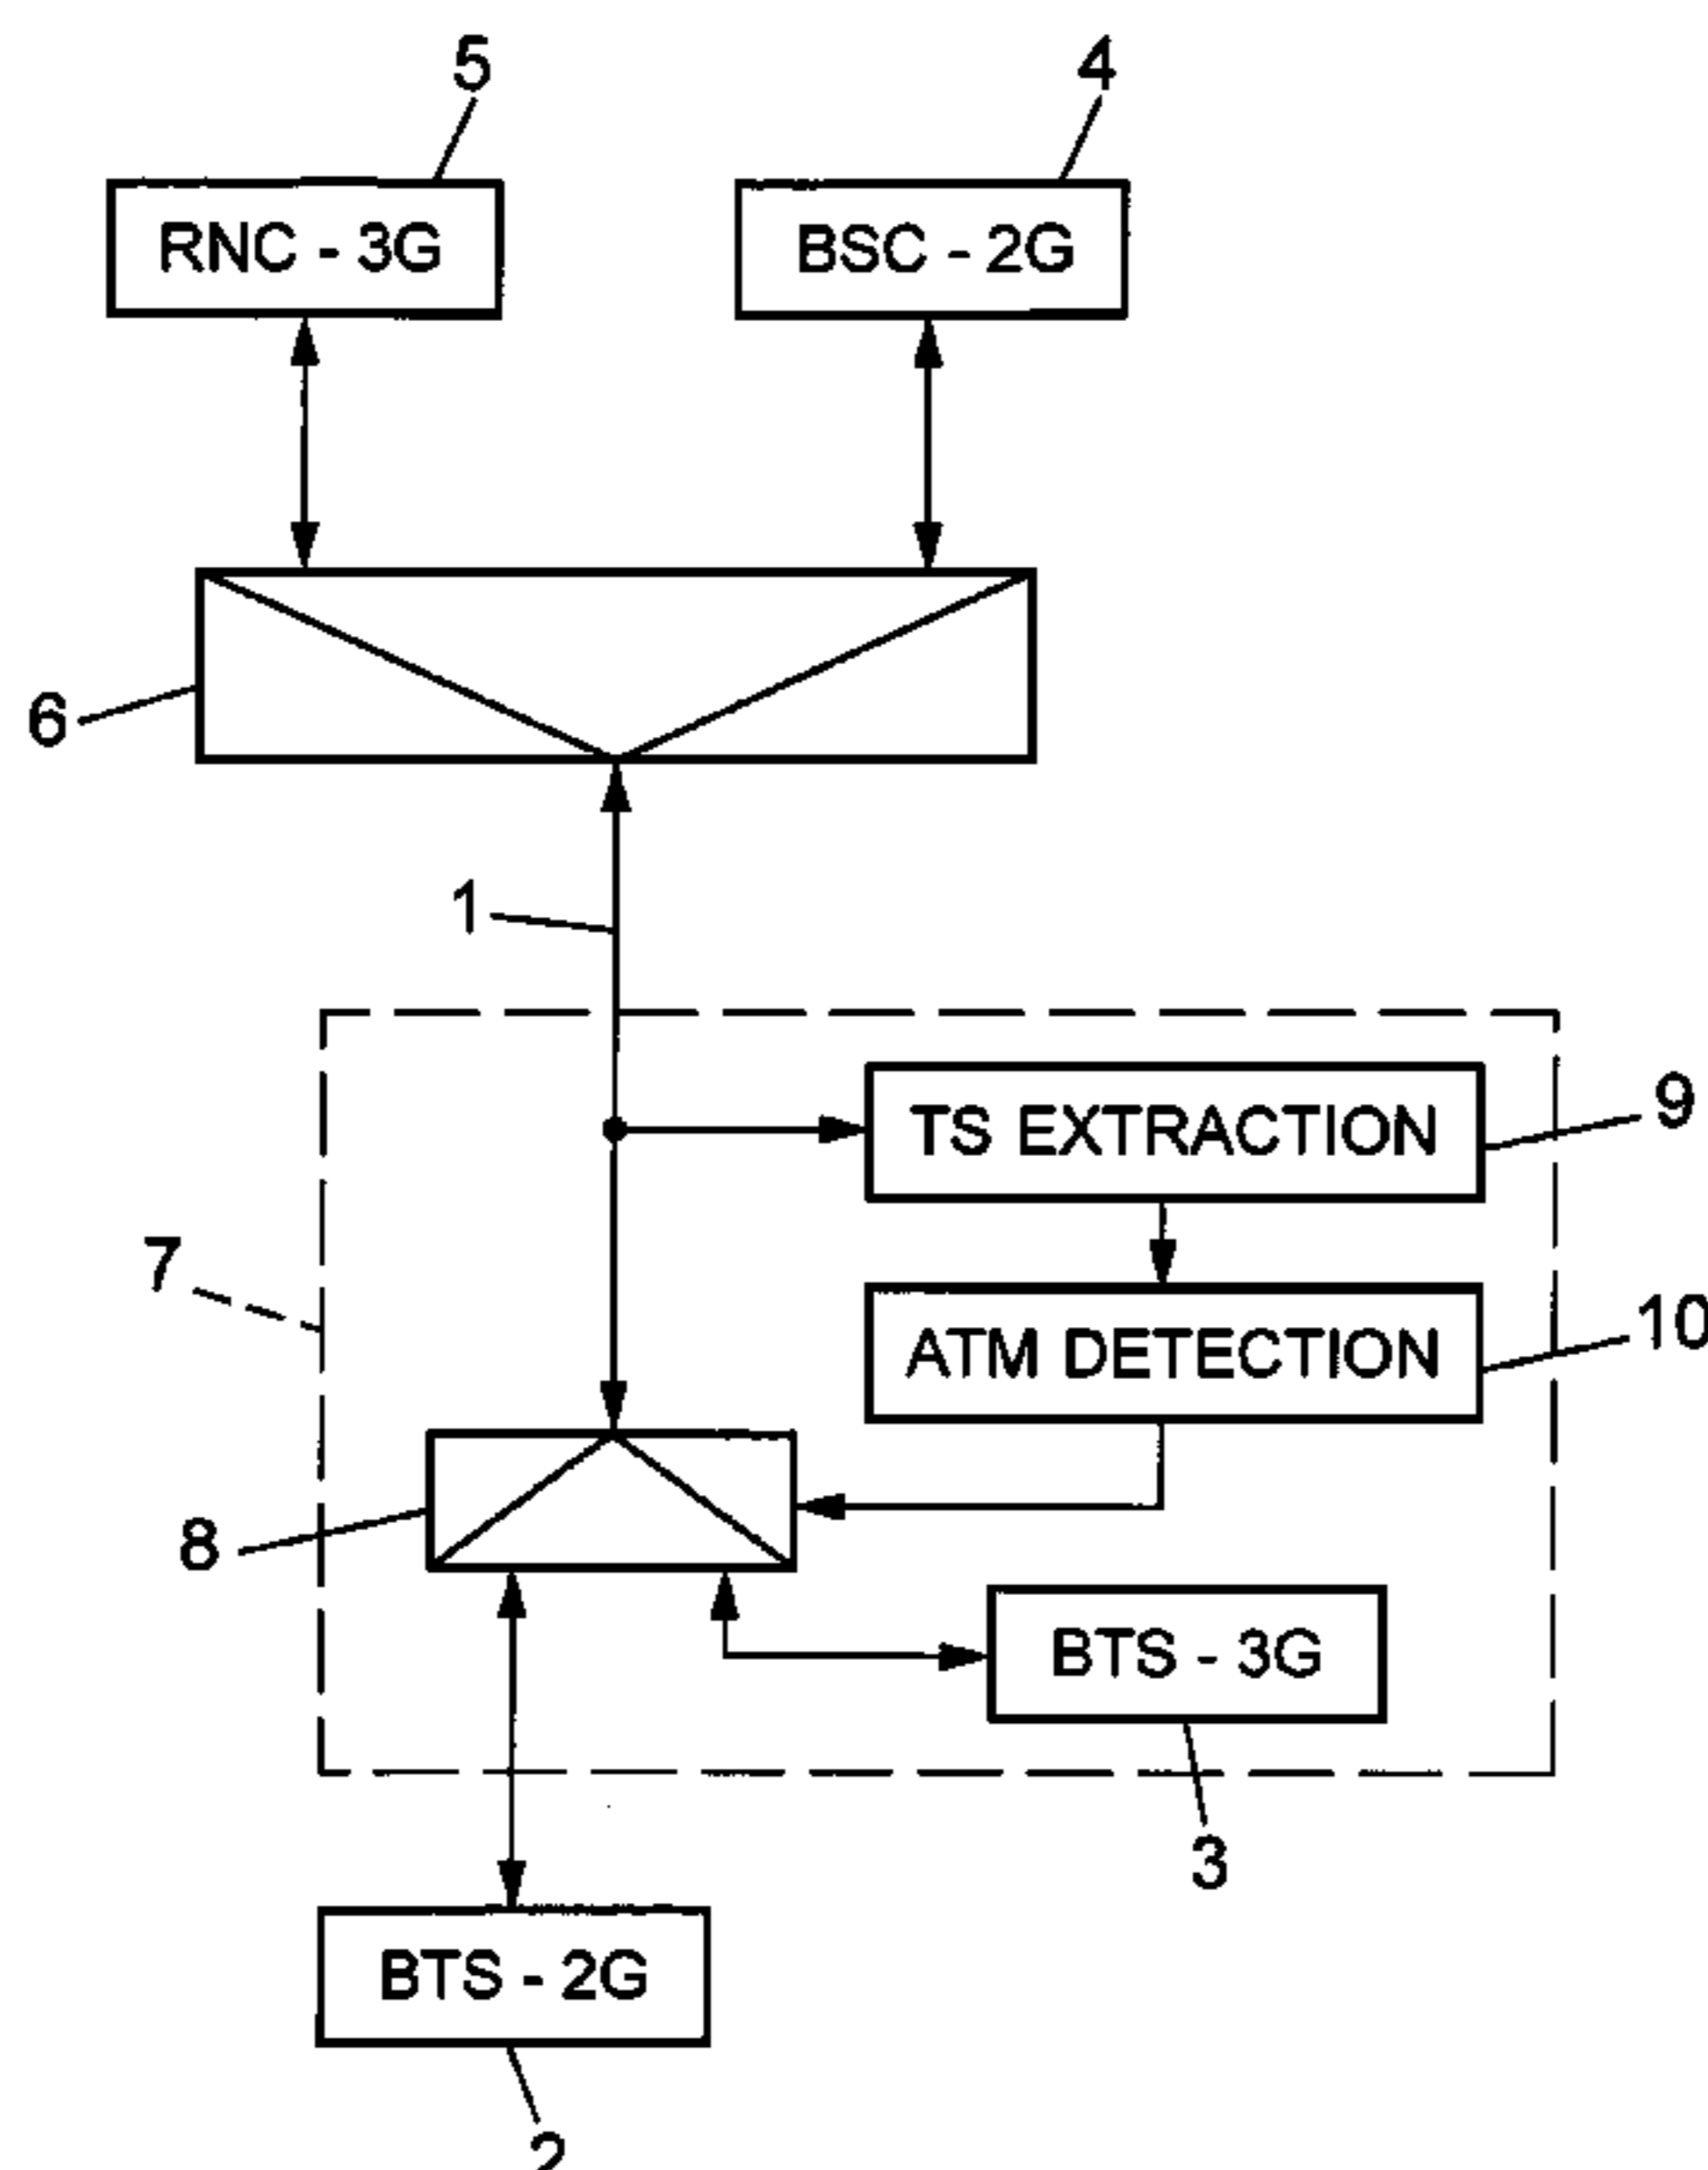 5
4
RNC - 3G
BSC - 2G
6
1
TS EXTRACTION
9
7
ATM DETECTION
10
8
BTS - 3G
3
BTS - 2G
2